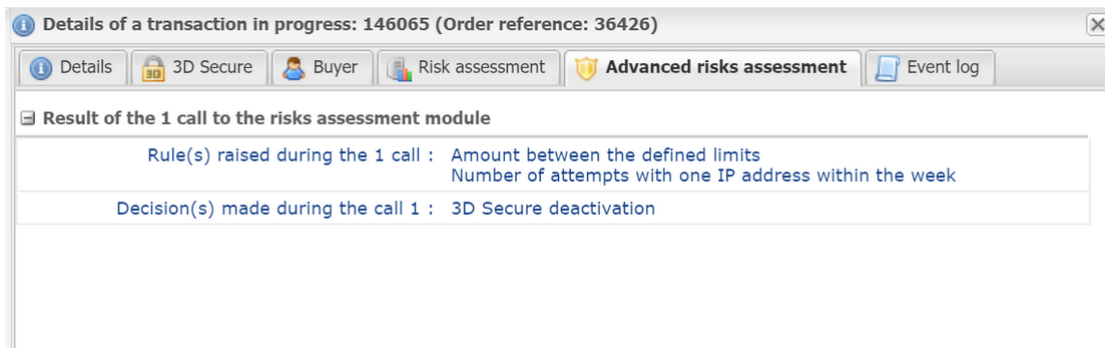 Details of a transaction in progress: 146065 (Order reference: 36426)
Details 3D Secure Buyer Risk assessment Advanced risks assessment Event log
Result of the 1 call to the risks assessment module
Rule(s) raised during the 1 call : Amount between the defined limits
Number of attempts with one IP address within the week
Decision(s) made during the call 1 : 3D Secure deactivation